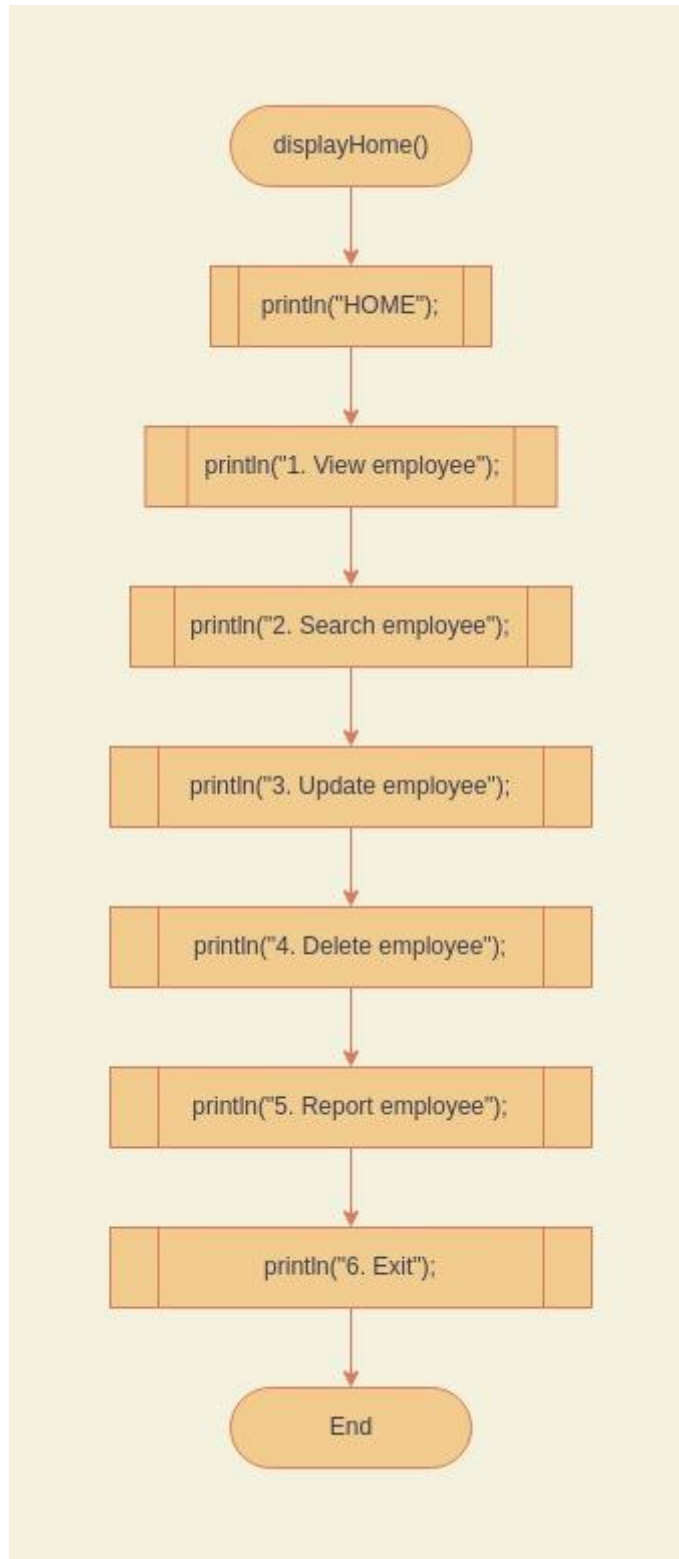 displayHome()
println("HOME");
println("1. View employee");
println("2. Search employee");
println("3. Update employee");
println("4. Delete employee");
println("5. Report employee");
println("6. Exit");
End